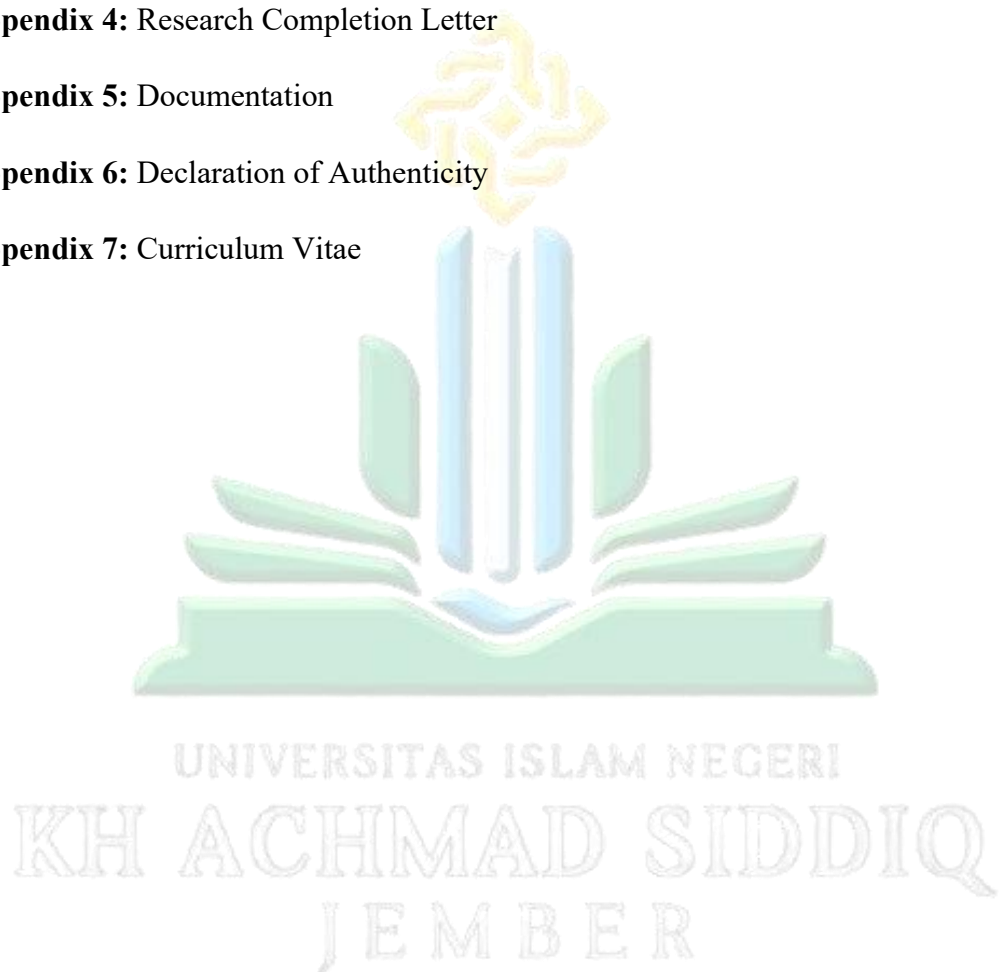 pendix 4: Research Completion Letter
pendix 5: Documentation
pendix 6: Declaration of Authenticity
pendix 7: Curriculum Vitae
UNIVERSITAS ISLAM NEGERI
KH ACHMAD SIDDIQ
JEMBER